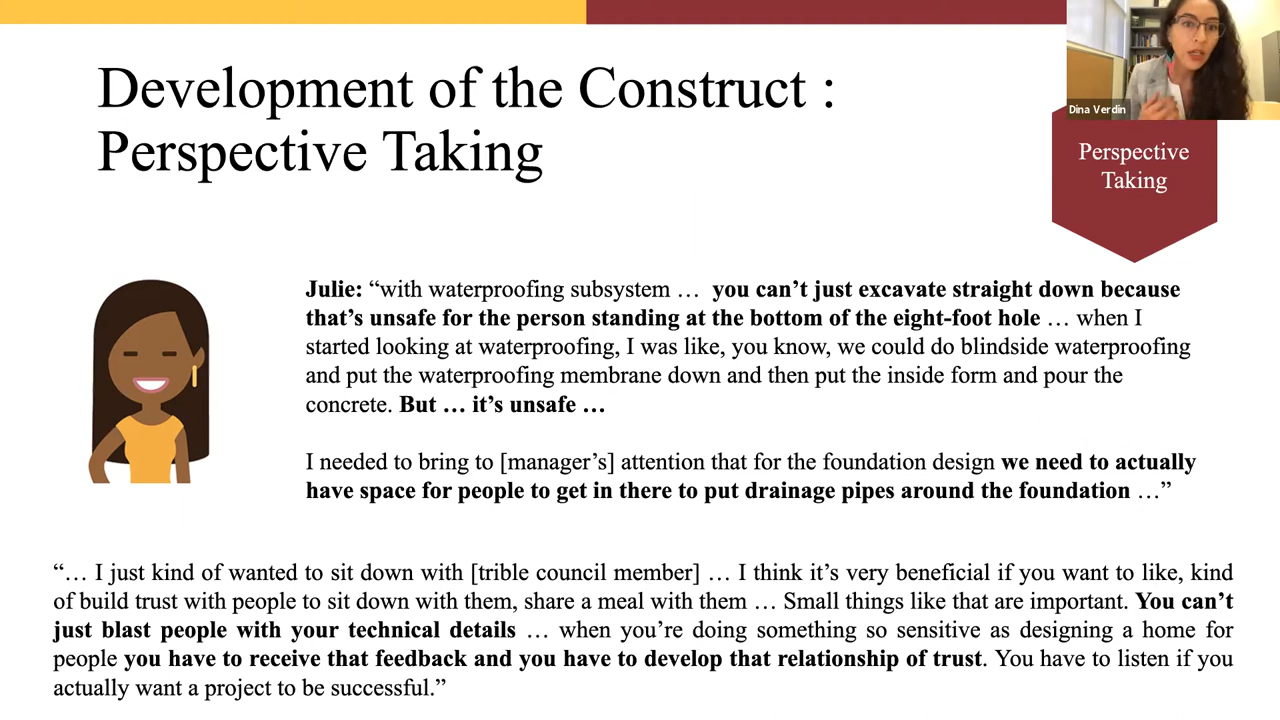 Development of the Construct :
Perspective Taking
Dina Verdin
Perspective
Taking
Julie: “with waterproofing subsystem … you can’t just excavate straight down because
that’s unsafe for the person standing at the bottom of the eight-foot hole … when I
started looking at waterproofing, I was like, you know, we could do blindside waterproofing
and put the waterproofing membrane down and then put the inside form and pour the
concrete. But … it’s unsafe …
I needed to bring to [manager’s] attention that for the foundation design we need to actually
have space for people to get in there to put drainage pipes around the foundation …”
“… I just kind of wanted to sit down with [trible council member] … I think it’s very beneficial if you want to like, kind
of build trust with people to sit down with them, share a meal with them … Small things like that are important. You can’t
just blast people with your technical details … when you’re doing something so sensitive as designing a home for
people you have to receive that feedback and you have to develop that relationship of trust. You have to listen if you
actually want a project to be successful.”